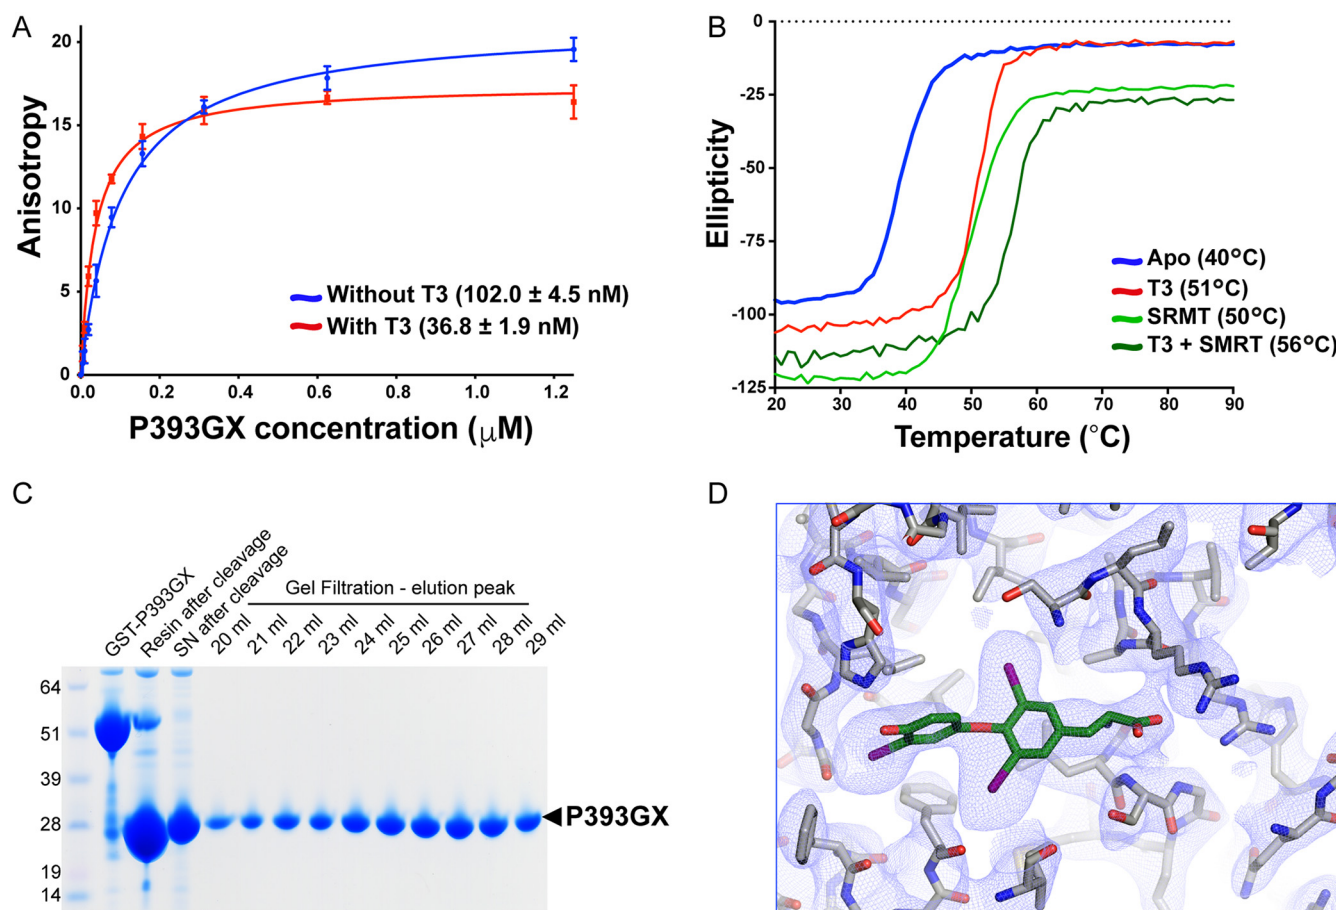 A
Anisotropy
20
15
10
5
0
0.0
0.2
0.4
0.6
0.8
1.0
1.2
P393GX concentration (μM)
Without T3 (102.0 ± 4.5 nM)
With T3 (36.8 ± 1.9 nM)
B
Ellipticity
0
-25
-50
-75
-100
-125
20
30
40
50
60
70
80
90
Temperature (°C)
Apo (40°C)
T3 (51°C)
SRMT (50°C)
T3 + SMRT (56°C)
C
GST-P393GX
Resin after cleavage
SN after cleavage
Gel Filtration - elution peak
20 ml
21 ml
22 ml
23 ml
24 ml
25 ml
26 ml
27 ml
28 ml
29 ml
64
51
39
28
19
14
P393GX
D